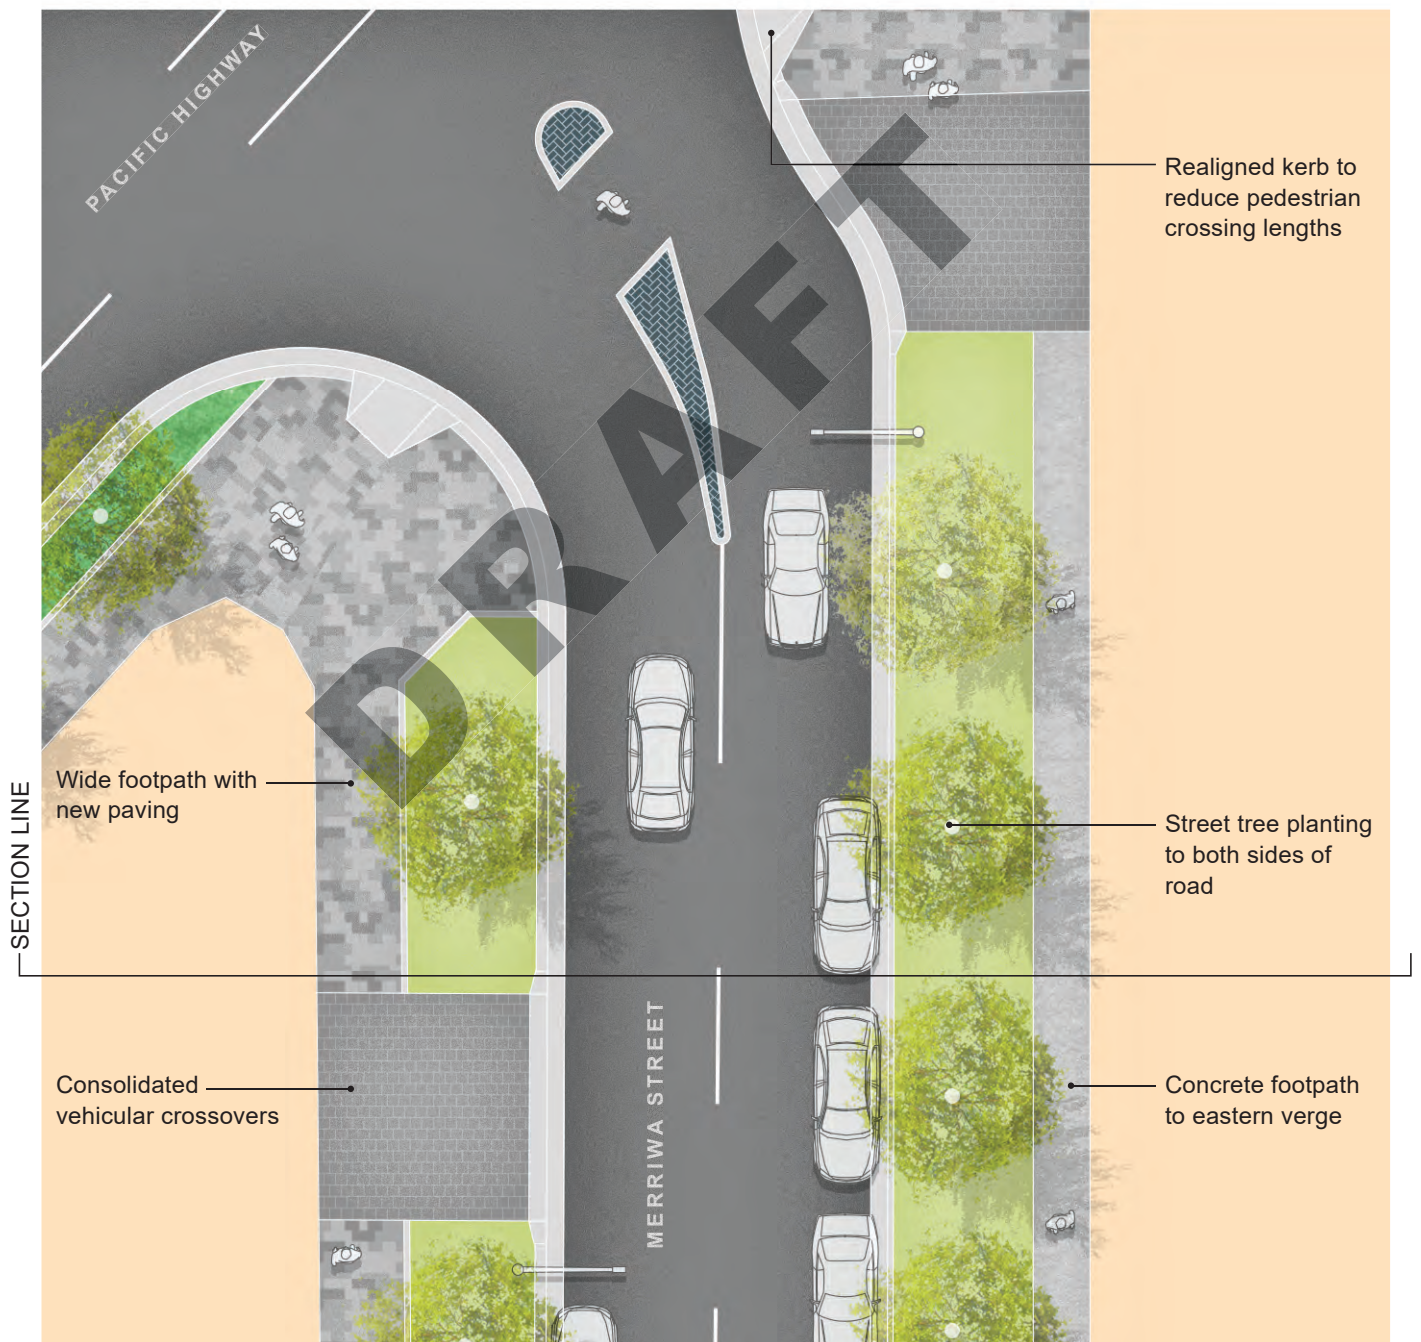 PACIFIC HIGHWAY
Realigned kerb to
reduce pedestrian
crossing lengths
DRAFT
Wide footpath with
new paving
SECTION LINE
Street tree planting
to both sides of
road
MERRIWA STREET
Consolidated
vehicular crossovers
Concrete footpath
to eastern verge